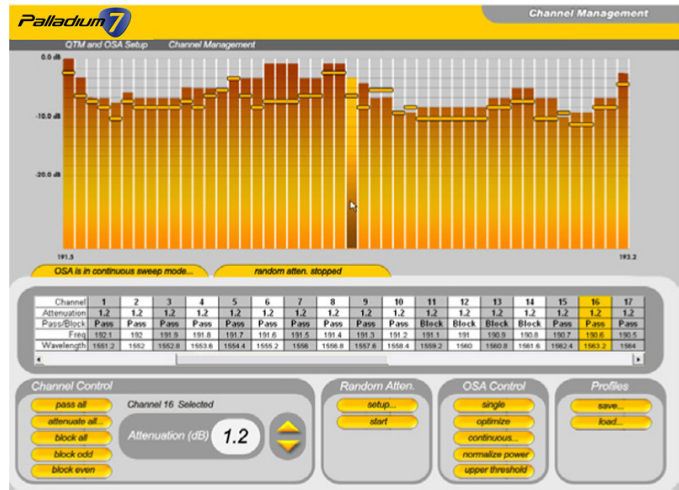 Palladium 7
Channel Management
QTM and OSA Setup Channel Management
0.0 dB
-10.0 dB
-20.0 dB
191.5 193.2
OSA is in continuous sweep mode... random atten. stopped
Channel 1 2 3 4 5 6 7 8 9 10 11 12 13 14 15 16 17
Attenuation 1.2 1.2 1.2 1.2 1.2 1.2 1.2 1.2 1.2 1.2 1.2 1.2 1.2 1.2 1.2 1.2 1.2
Pass/Block Pass Pass Pass Pass Pass Pass Pass Pass Pass Pass Block Block Block Block Pass Pass Pass
Freq 192.1 192 191.9 191.8 191.7 191.6 191.5 191.4 191.3 191.2 191.1 191 190.9 190.8 190.7 190.6 190.5
Wavelength 1551.2 1552 1552.8 1553.6 1554.4 1555.2 1556 1556.8 1557.6 1558.4 1559.2 1560 1560.8 1561.6 1562.4 1563.2 1564
Channel Control
pass all
attenuate all...
block all
block odd
block even
Channel 16 Selected
Attenuation (dB) 1.2
Random Atten.
setup...
start
OSA Control
single
optimize
continuous...
normalize power
upper threshold
Profiles
save...
load...